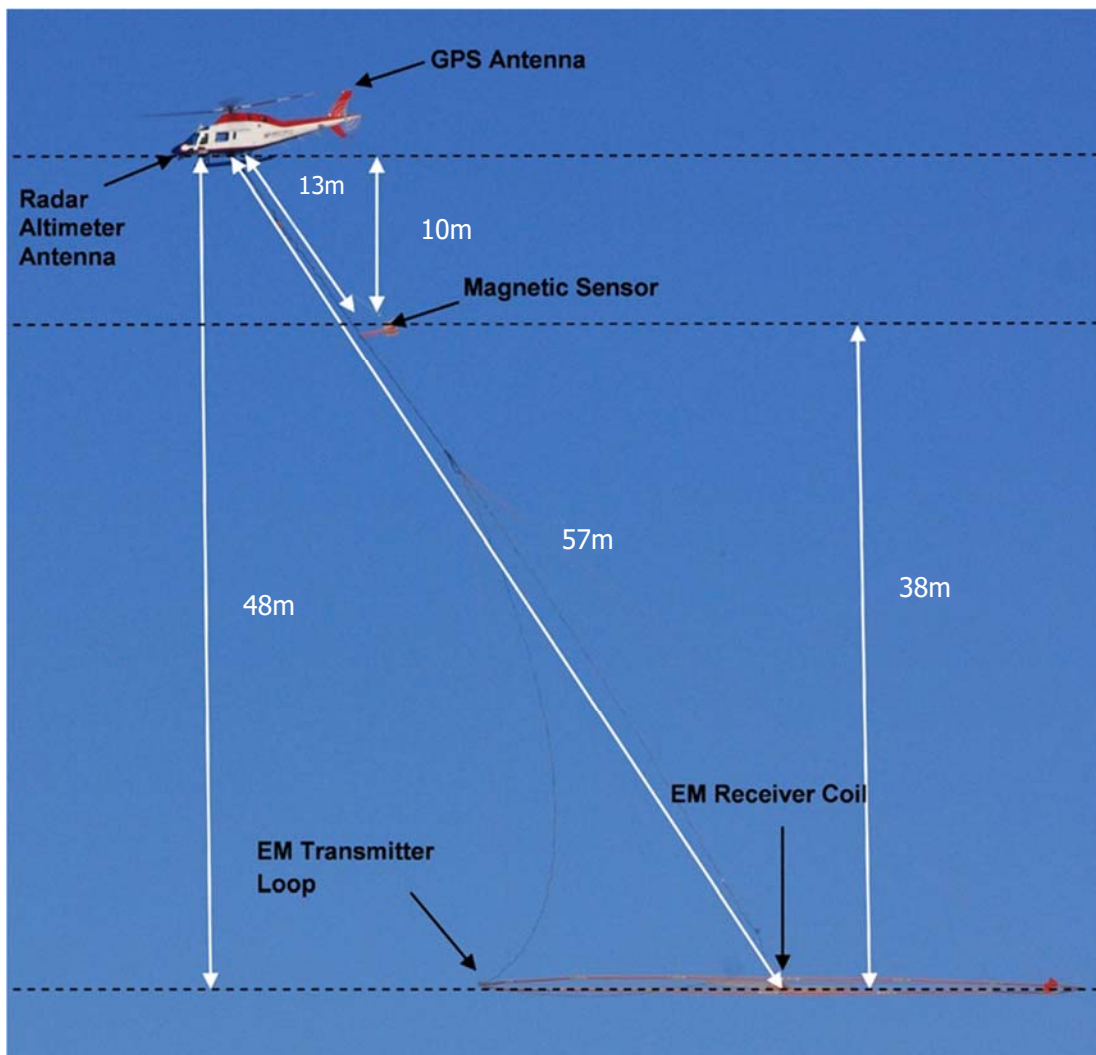 GPS Antenna
Radar
Altimeter
Antenna
13m
10m
Magnetic Sensor
57m
48m
38m
EM Receiver Coil
EM Transmitter
Loop